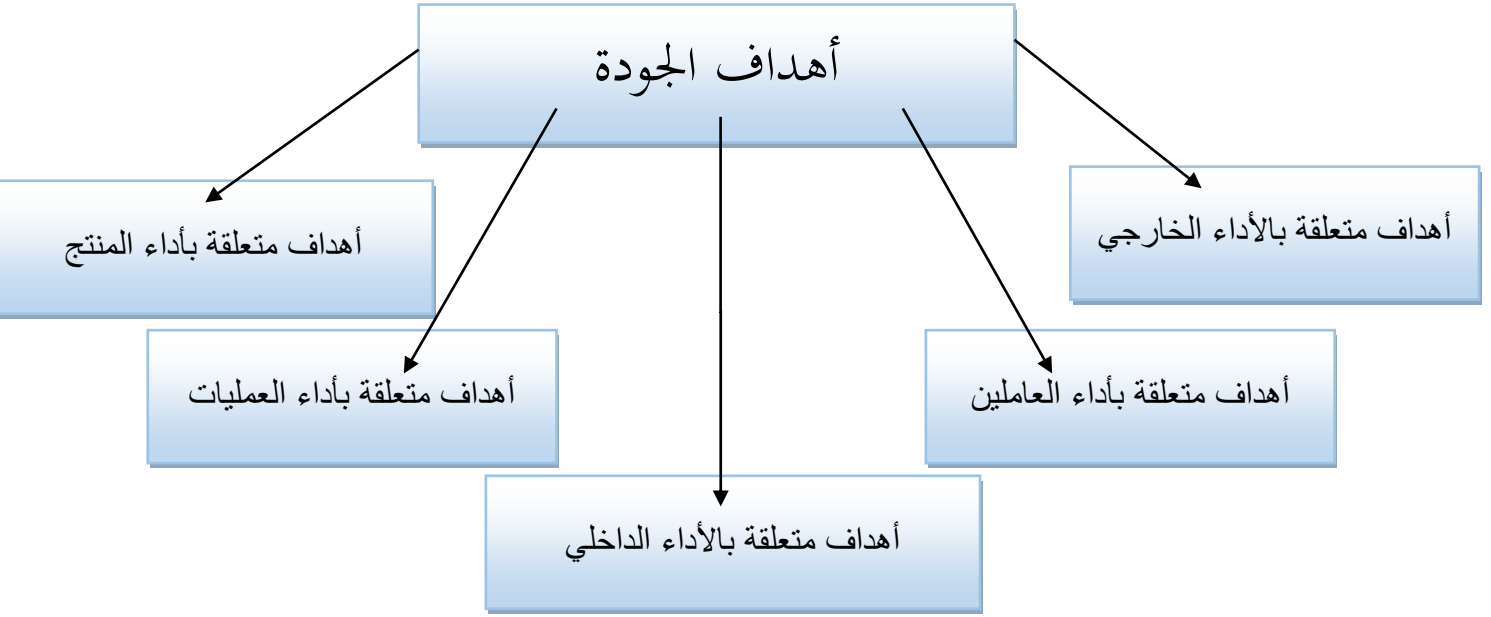 أهداف الجودة
أهداف متعلقة بالأداء الخارجي
أهداف متعلقة بأداء المنتج
أهداف متعلقة بأداء العاملين
أهداف متعلقة بأداء العمليات
أهداف متعلقة بالأداء الداخلي